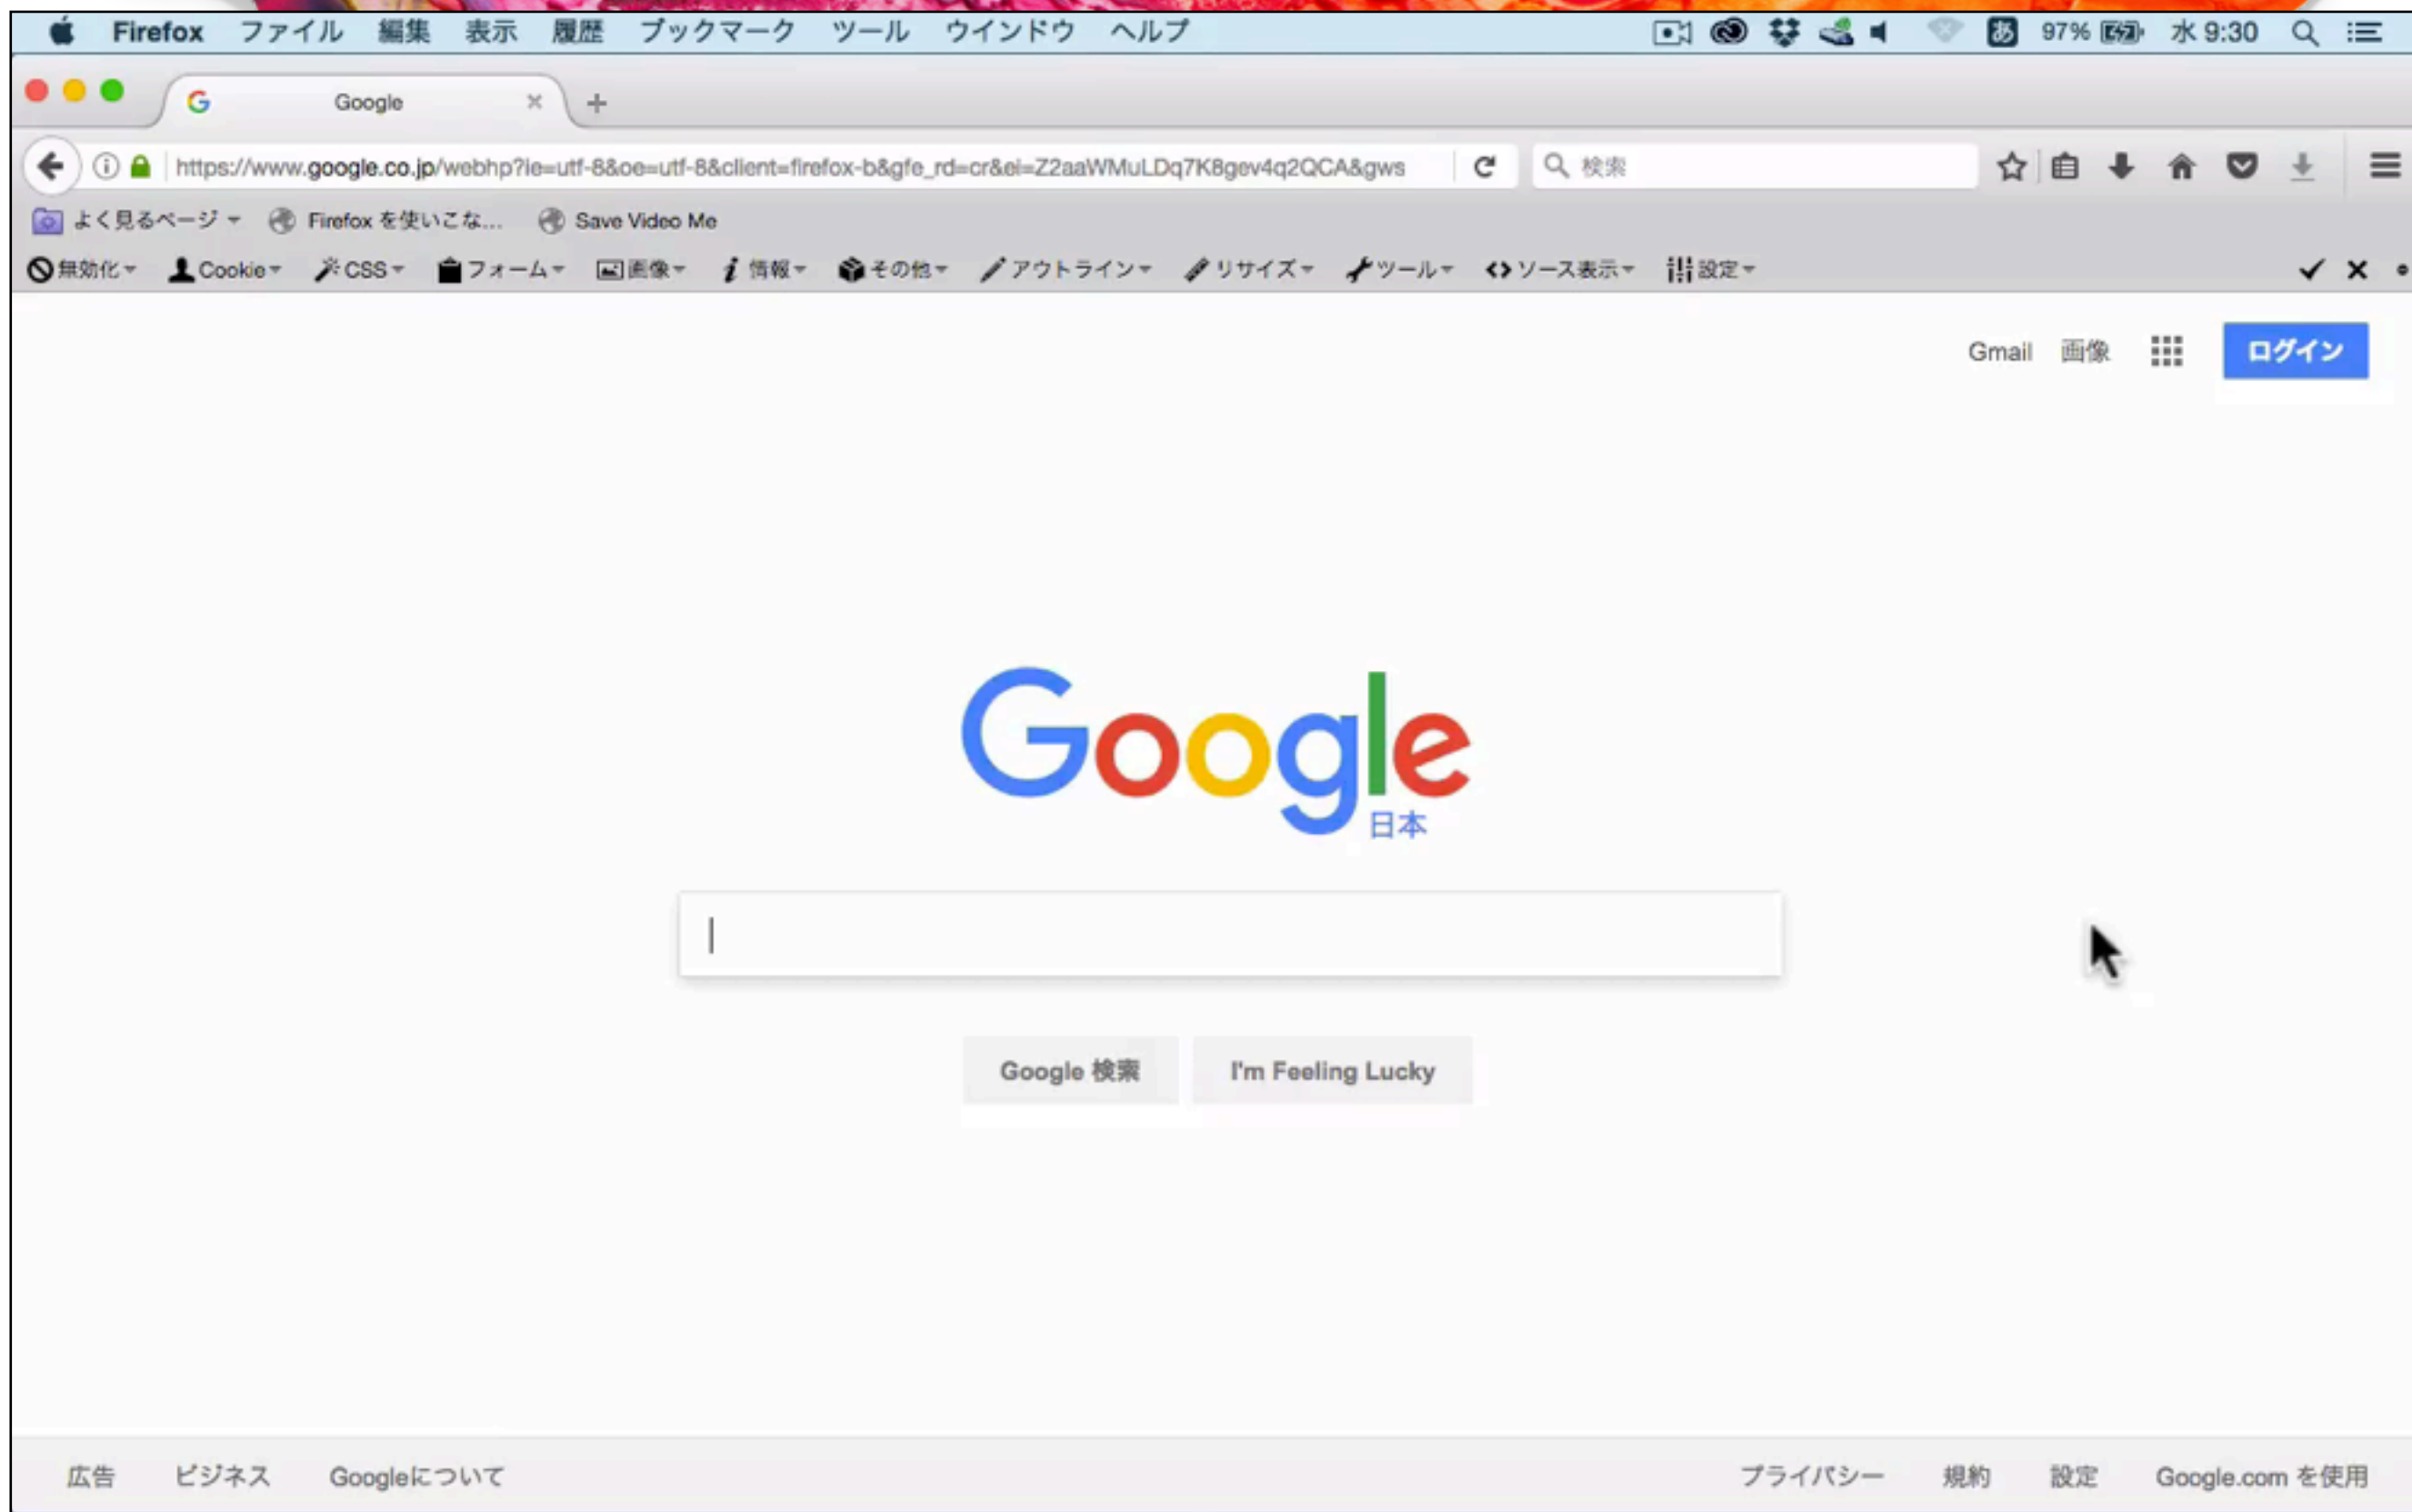 Firefox ファイル 編集 表示 履歴 ブックマーク ツール ウインドウ ヘルプ あ 97% 水 9:30
Google
https://www.google.co.jp/webhp?ie=utf-8&oe=utf-8&client=firefox-b&gfe_rd=cr&ei=Z2aaWMuLDq7K8gev4q2QCA&gws 検索
よく見るページ Firefox を使いこな... Save Video Me
無効化 Cookie CSS フォーム 画像 情報 その他 アウトライン リサイズ ツール ソース表示 設定
Gmail 画像 ログイン
Google
日本
Google 検索 I'm Feeling Lucky
広告 ビジネス Googleについて プライバシー 規約 設定 Google.com を使用